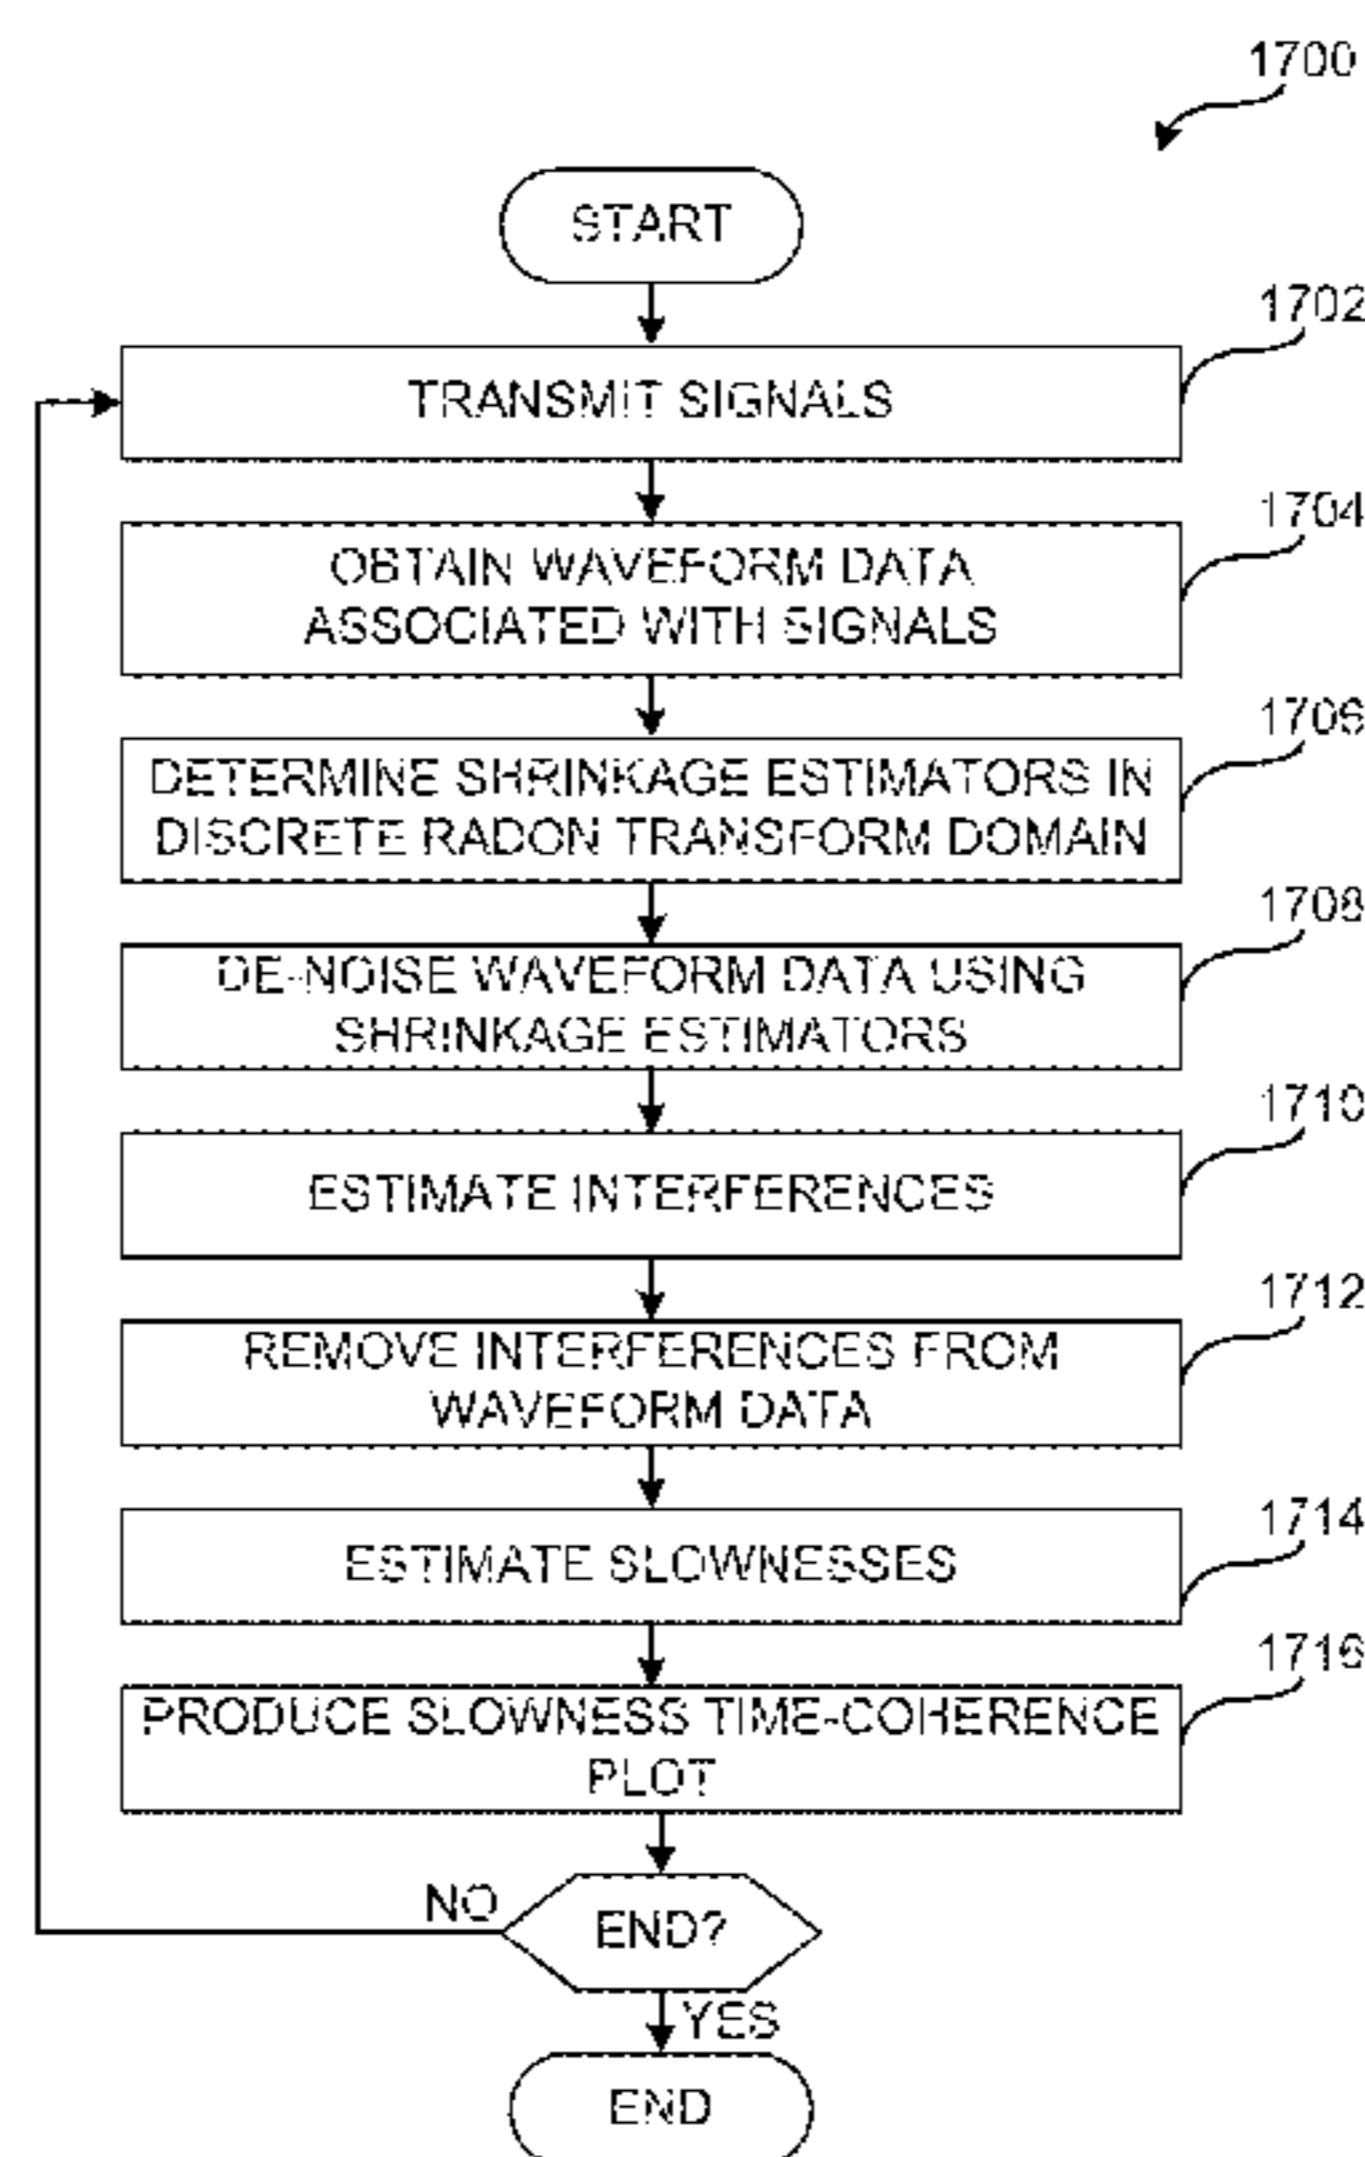 1700
START
1702
TRANSMIT SIGNALS
1704
OBTAIN WAVEFORM DATA
ASSOCIATED WITH SIGNALS
1706
DETERMINE SHRINKAGE ESTIMATORS IN
DISCRETE RADON TRANSFORM DOMAIN
1708
DE-NOISE WAVEFORM DATA USING
SHRINKAGE ESTIMATORS
1710
ESTIMATE INTERFERENCES
1712
REMOVE INTERFERENCES FROM
WAVEFORM DATA
1714
ESTIMATE SLOWNESSES
1716
PRODUCE SLOWNESS TIME-COHERENCE
PLOT
NO
END?
YES
END